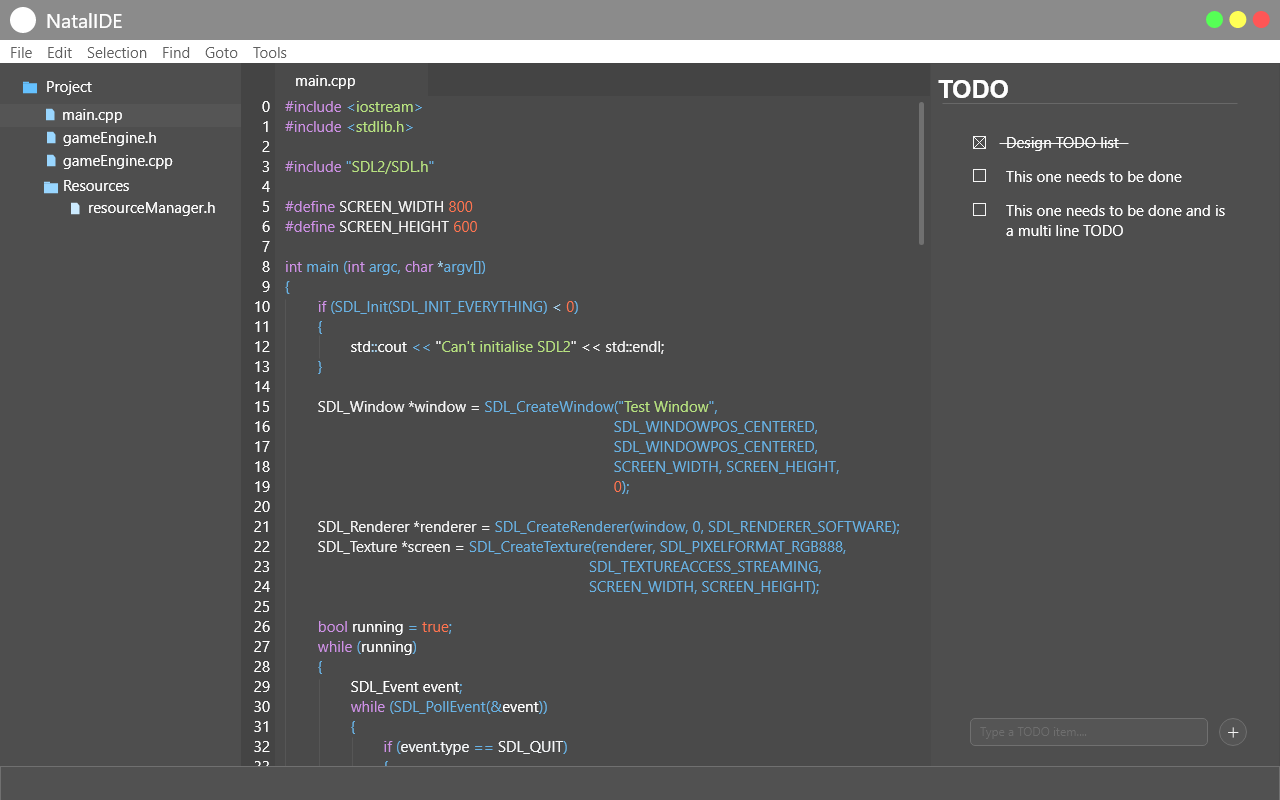 NatalIDE
File Edit Selection Find Goto Tools
Project
main.cpp
gameEngine.h
gameEngine.cpp
Resources
resourceManager.h
main.cpp
0 #include <iostream>
1 #include <stdlib.h>
2
3 #include "SDL2/SDL.h"
4
5 #define SCREEN_WIDTH 800
6 #define SCREEN_HEIGHT 600
7
8 int main (int argc, char *argv[])
9 {
10 if (SDL_Init(SDL_INIT_EVERYTHING) < 0)
11 {
12 std::cout << "Can't initialise SDL2" << std::endl;
13 }
14
15 SDL_Window *window = SDL_CreateWindow("Test Window",
16 SDL_WINDOWPOS_CENTERED,
17 SDL_WINDOWPOS_CENTERED,
18 SCREEN_WIDTH, SCREEN_HEIGHT,
19 0);
20
21 SDL_Renderer *renderer = SDL_CreateRenderer(window, 0, SDL_RENDERER_SOFTWARE);
22 SDL_Texture *screen = SDL_CreateTexture(renderer, SDL_PIXELFORMAT_RGB888,
23 SDL_TEXTUREACCESS_STREAMING,
24 SCREEN_WIDTH, SCREEN_HEIGHT);
25
26 bool running = true;
27 while (running)
28 {
29 SDL_Event event;
30 while (SDL_PollEvent(&event))
31 {
32 if (event.type == SDL_QUIT)
33 {
TODO
Design TODO list
This one needs to be done
This one needs to be done and is
a multi line TODO
Type a TODO item....
+